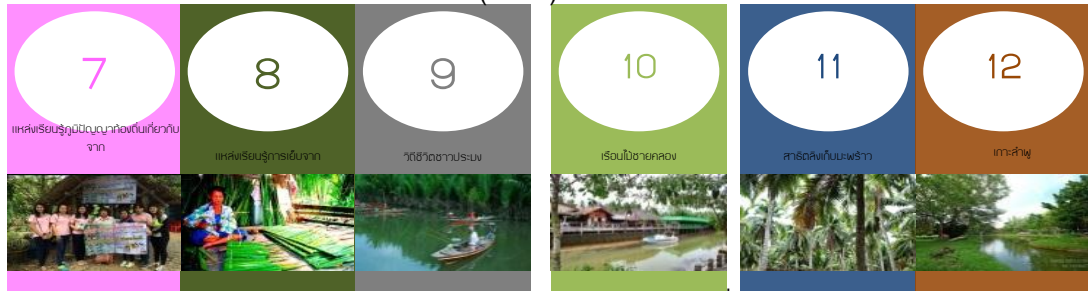 7
แหล่งเรียนรู้ภูมิปัญญาท้องถิ่นเกี่ยวกับ
จาก
8
แหล่งเรียนรู้การเย็บจาก
9
วิถีชีวิตชาวประมง
10
เรือนไม้ชายคลอง
11
สาธิตลิงเก็บมะพร้าว
12
เกาะลำพู